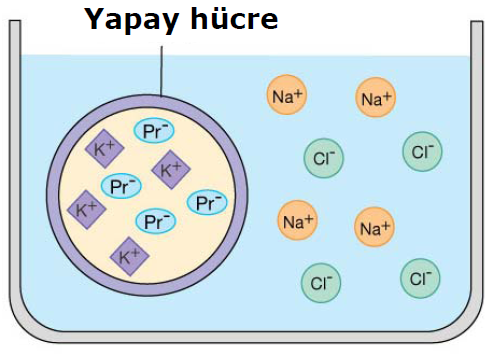 Yapay hücre
Na⁺ Na⁺
Pr⁻
K⁺ Cl⁻ Cl⁻
K⁺
Pr⁻
K⁺ Pr⁻
Pr⁻ Na⁺ Na⁺
K⁺
Cl⁻ Cl⁻